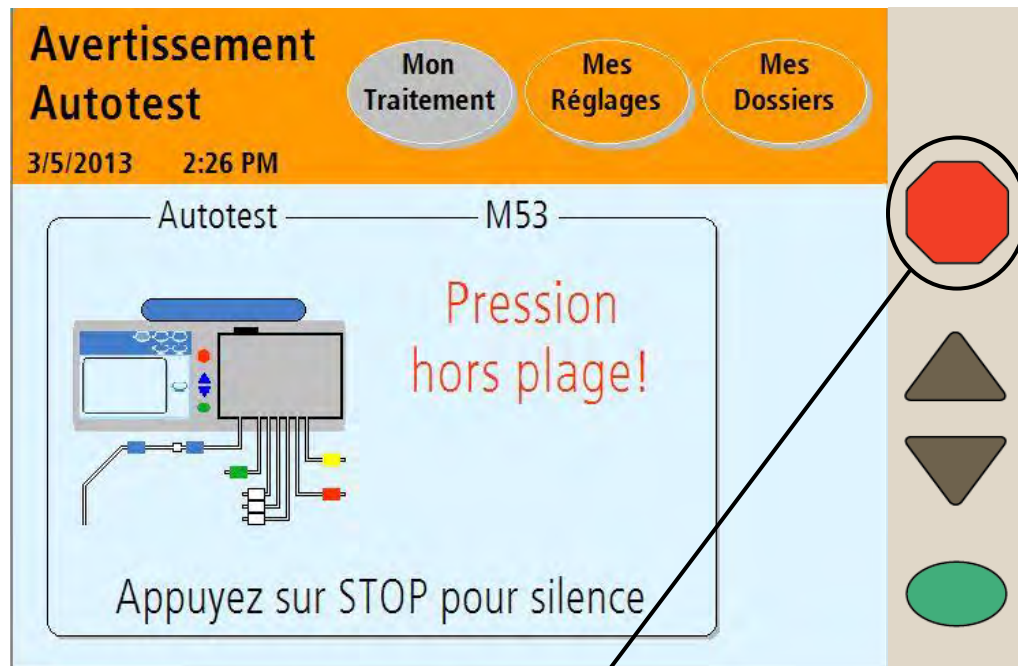 Avertissement
Autotest
3/5/2013 2:26 PM
Mon
Traitement
Mes
Réglages
Mes
Dossiers
Autotest M53
Pression
hors plage!
Appuyez sur STOP pour silence